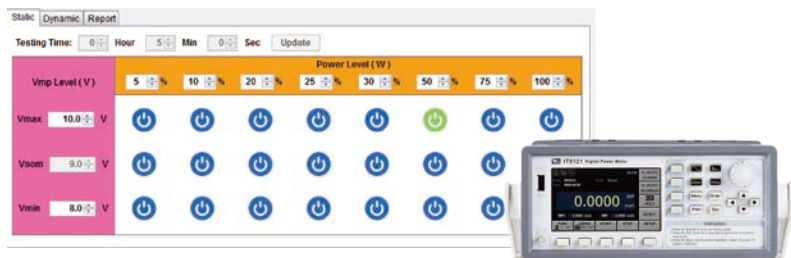 Static Dynamic Report
Testing Time: 0 Hour 5 Min 0 Sec Update
Power Level ( W )
Vmp Level ( V ) 5 % 10 % 20 % 25 % 30 % 50 % 75 % 100 %
Vmax 10.0 V
Vnom 9.0 V
Vmin 8.0 V
IT9121 Digital Power Meter
0.0000